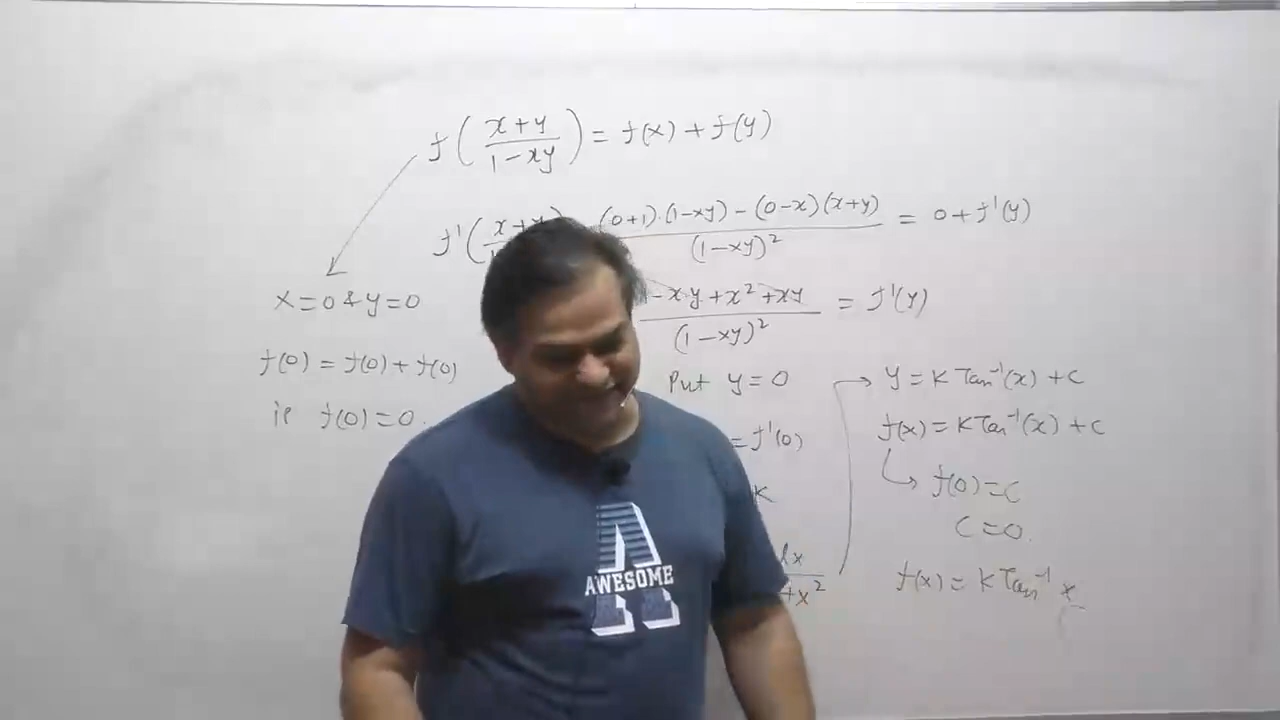 f((x+y)/(1-xy)) = f(x) + f(y)
f'( x+y (0+1).(1-xy) - (0-x)(x+y) / (1-xy)² = 0 + f'(y)
x=0 & y=0
1-xy + x² + xy / (1-xy)² = f'(y)
f(0) = f(0) + f(0)
ie f(0) = 0.
Put y=0
= f'(0)
K
dx / +x²
y = K Tan⁻¹(x) + c
f(x) = K Tan⁻¹(x) + c
f(0) = c
c = 0.
f(x) = K Tan⁻¹ x
AWESOME
A